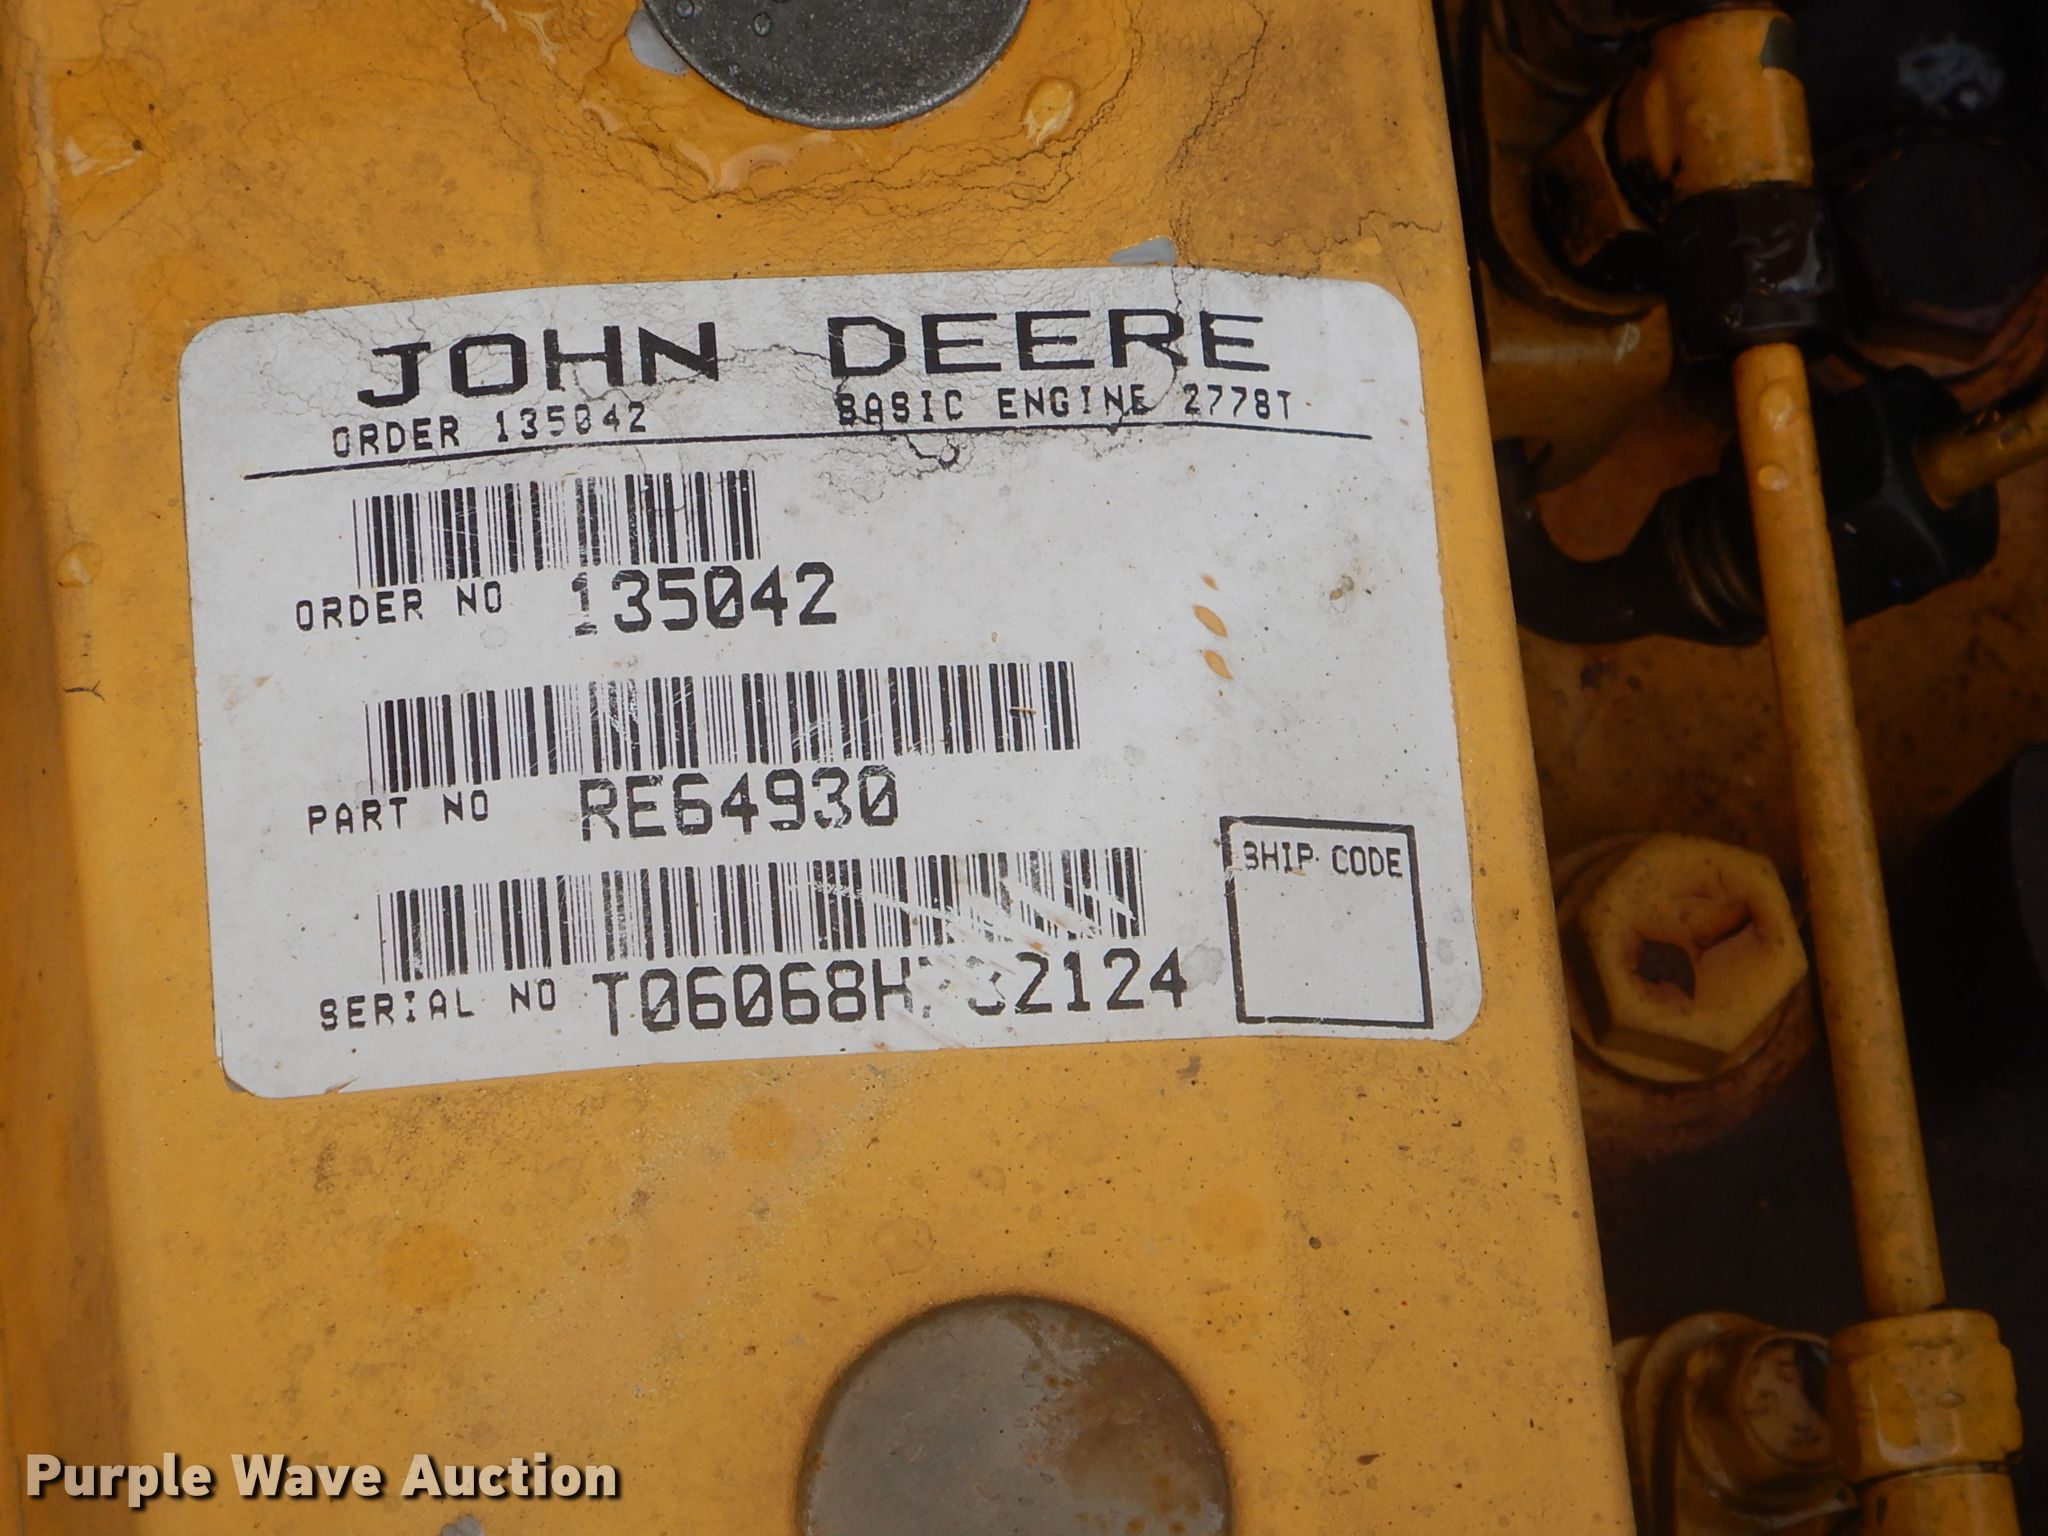 JOHN DEERE
ORDER 135042 BASIC ENGINE 2778T
ORDER NO 135042
PART NO RE64930
SHIP CODE
SERIAL NO
Purple Wave Auction